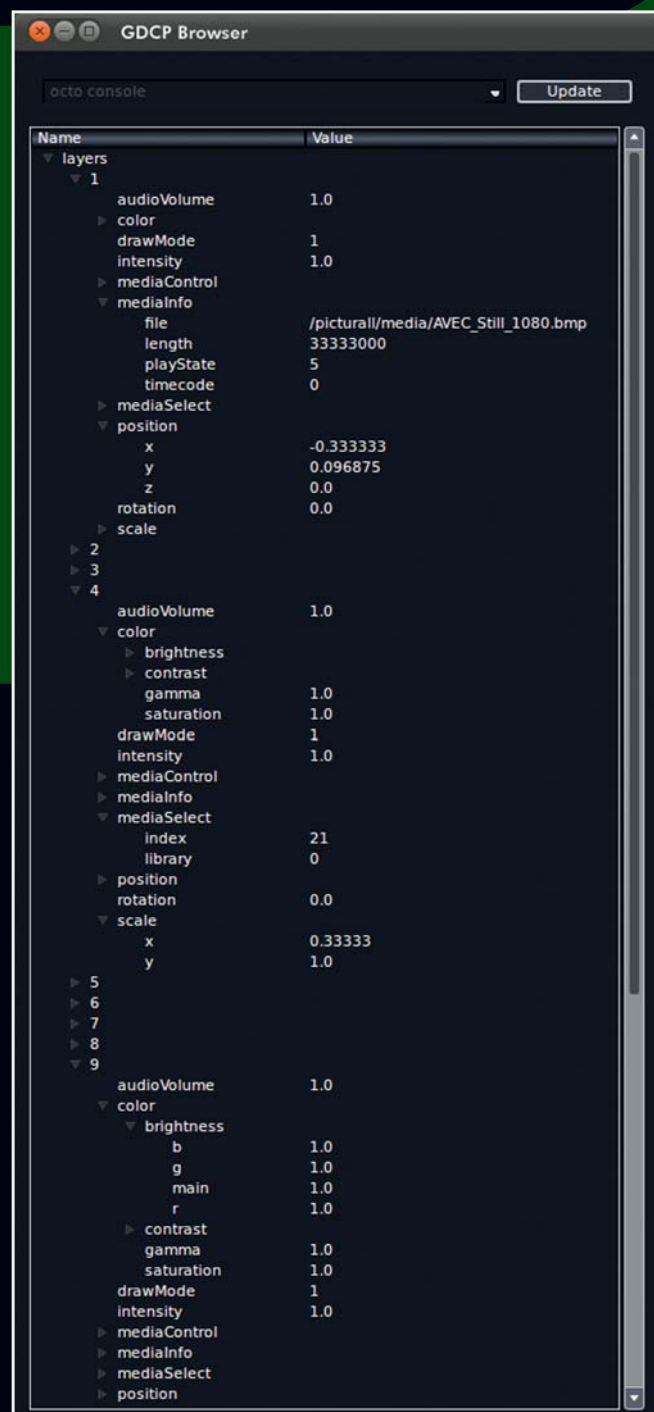 GDCP Browser
octo console
Update
Name Value
layers
1
audioVolume 1.0
color
drawMode 1
intensity 1.0
mediaControl
mediaInfo
file /picturall/media/AVEC_Still_1080.bmp
length 33333000
playState 5
timecode 0
mediaSelect
position
x -0.333333
y 0.096875
z 0.0
rotation 0.0
scale
2
3
4
audioVolume 1.0
color
brightness
contrast
gamma 1.0
saturation 1.0
drawMode 1
intensity 1.0
mediaControl
mediaInfo
mediaSelect
index 21
library 0
position
rotation 0.0
scale
x 0.33333
y 1.0
5
6
7
8
9
audioVolume 1.0
color
brightness
b 1.0
g 1.0
main 1.0
r 1.0
contrast
gamma 1.0
saturation 1.0
drawMode 1
intensity 1.0
mediaControl
mediaInfo
mediaSelect
position